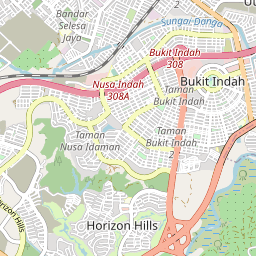 Bandar
Selesa
Jaya
Sungai Danga
Bukit Indah
308
Nusa Indah
308A
Bukit Indah
Taman
Bukit Indah
Taman
Nusa Idaman
Taman
Bukit Indah
2
Horizon Hills
Horizon Hills